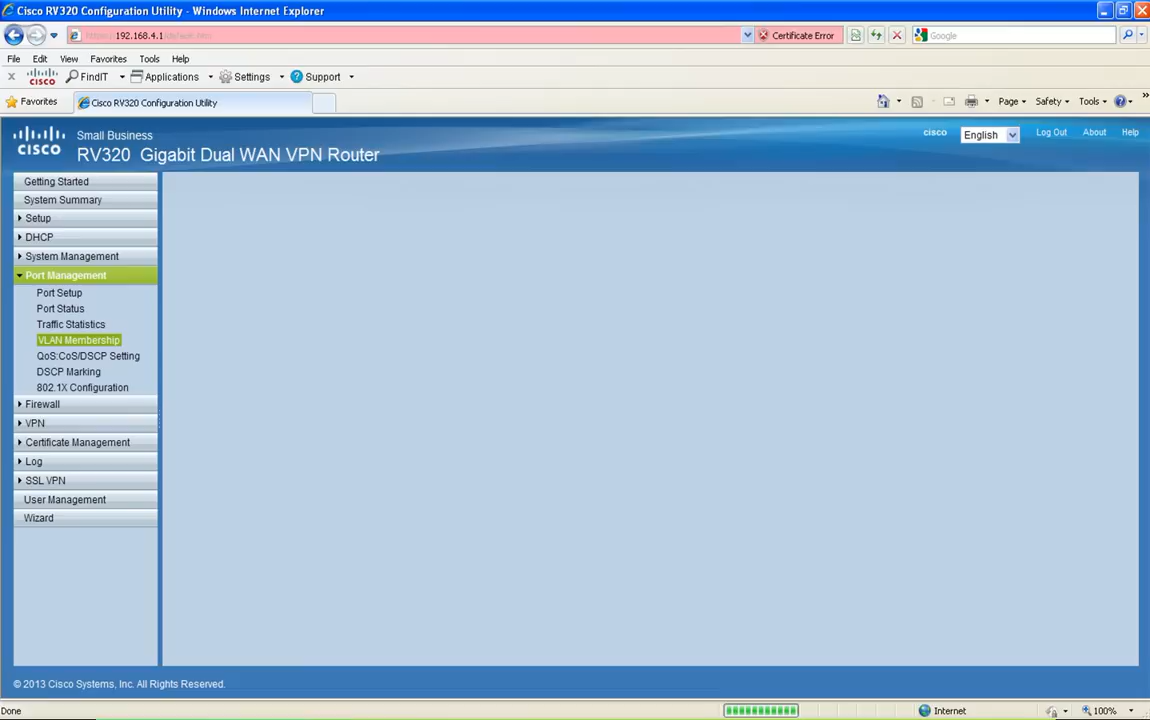 Cisco RV320 Configuration Utility - Windows Internet Explorer
192.168.4.1
Certificate Error
Google
File Edit View Favorites Tools Help
x CISCO FindIT Applications Settings Support
Favorites
Cisco RV320 Configuration Utility
Page Safety Tools
CISCO
Small Business
RV320 Gigabit Dual WAN VPN Router
cisco
English
Log Out
About
Help
Getting Started
System Summary
Setup
DHCP
System Management
Port Management
Port Setup
Port Status
Traffic Statistics
VLAN Membership
QoS:CoS/DSCP Setting
DSCP Marking
802.1X Configuration
Firewall
VPN
Certificate Management
Log
SSL VPN
User Management
Wizard
© 2013 Cisco Systems, Inc. All Rights Reserved.
Done
Internet
100%